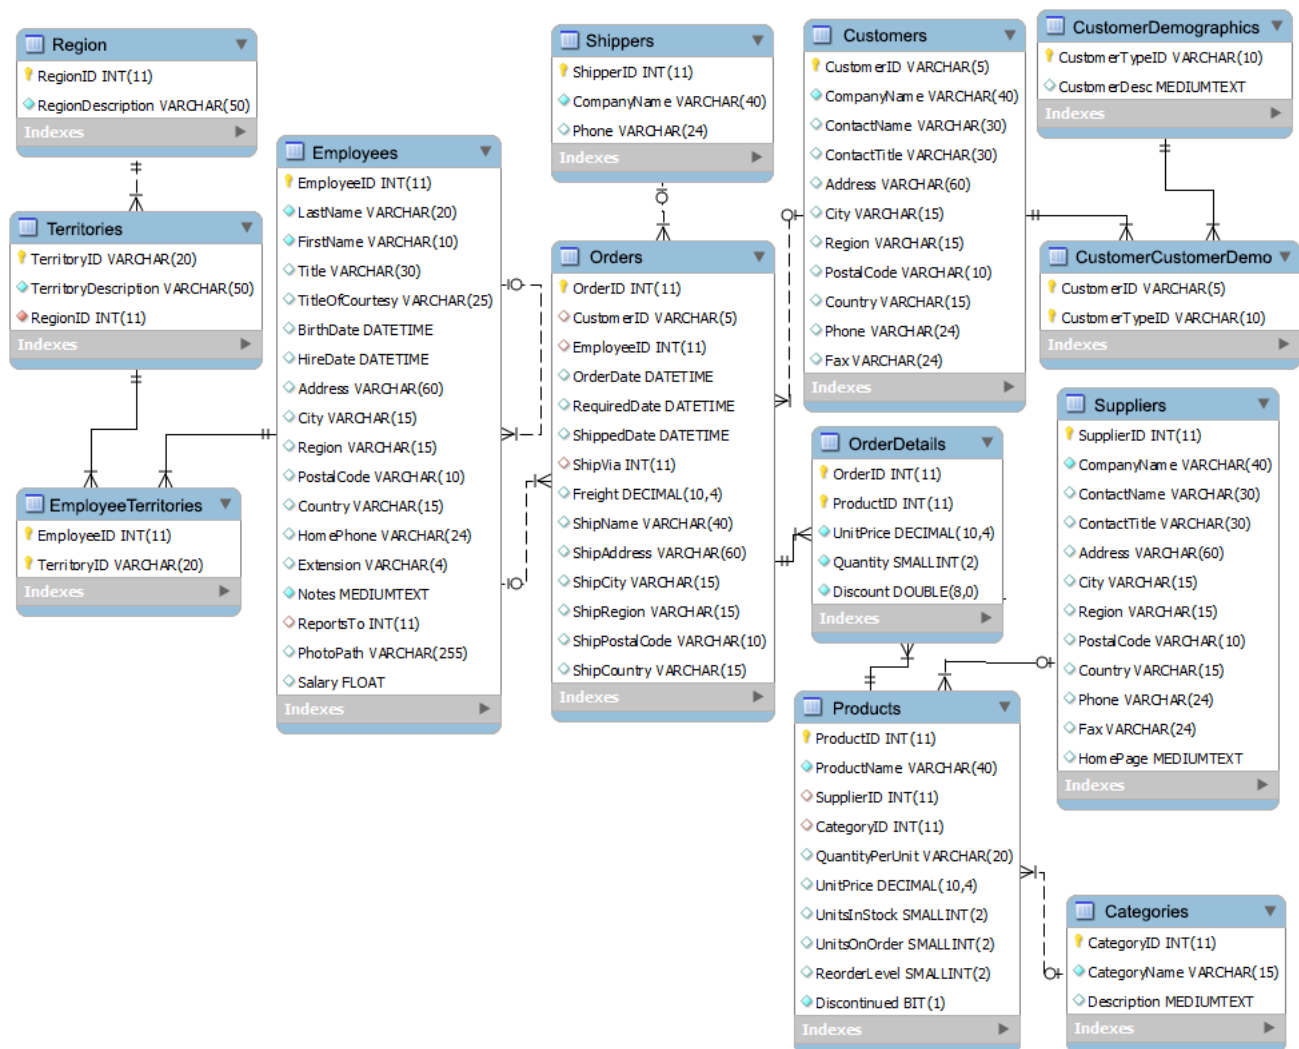 Region
RegionID INT(11)
RegionDescription VARCHAR(50)
Indexes
Territories
TerritoryID VARCHAR(20)
TerritoryDescription VARCHAR(50)
RegionID INT(11)
Indexes
EmployeeTerritories
EmployeeID INT(11)
TerritoryID VARCHAR(20)
Indexes
Employees
EmployeeID INT(11)
LastName VARCHAR(20)
FirstName VARCHAR(10)
Title VARCHAR(30)
TitleOfCourtesy VARCHAR(25)
BirthDate DATETIME
HireDate DATETIME
Address VARCHAR(60)
City VARCHAR(15)
Region VARCHAR(15)
PostalCode VARCHAR(10)
Country VARCHAR(15)
HomePhone VARCHAR(24)
Extension VARCHAR(4)
Notes MEDIUMTEXT
ReportsTo INT(11)
PhotoPath VARCHAR(255)
Salary FLOAT
Indexes
Shippers
ShipperID INT(11)
CompanyName VARCHAR(40)
Phone VARCHAR(24)
Indexes
Orders
OrderID INT(11)
CustomerID VARCHAR(5)
EmployeeID INT(11)
OrderDate DATETIME
RequiredDate DATETIME
ShippedDate DATETIME
ShipVia INT(11)
Freight DECIMAL(10,4)
ShipName VARCHAR(40)
ShipAddress VARCHAR(60)
ShipCity VARCHAR(15)
ShipRegion VARCHAR(15)
ShipPostalCode VARCHAR(10)
ShipCountry VARCHAR(15)
Indexes
Customers
CustomerID VARCHAR(5)
CompanyName VARCHAR(40)
ContactName VARCHAR(30)
ContactTitle VARCHAR(30)
Address VARCHAR(60)
City VARCHAR(15)
Region VARCHAR(15)
PostalCode VARCHAR(10)
Country VARCHAR(15)
Phone VARCHAR(24)
Fax VARCHAR(24)
Indexes
OrderDetails
OrderID INT(11)
ProductID INT(11)
UnitPrice DECIMAL(10,4)
Quantity SMALLINT(2)
Discount DOUBLE(8,0)
Indexes
Products
ProductID INT(11)
ProductName VARCHAR(40)
SupplierID INT(11)
CategoryID INT(11)
QuantityPerUnit VARCHAR(20)
UnitPrice DECIMAL(10,4)
UnitsInStock SMALLINT(2)
UnitsOnOrder SMALLINT(2)
ReorderLevel SMALLINT(2)
Discontinued BIT(1)
Indexes
CustomerDemographics
CustomerTypeID VARCHAR(10)
CustomerDesc MEDIUMTEXT
Indexes
CustomerCustomerDemo
CustomerID VARCHAR(5)
CustomerTypeID VARCHAR(10)
Indexes
Suppliers
SupplierID INT(11)
CompanyName VARCHAR(40)
ContactName VARCHAR(30)
ContactTitle VARCHAR(30)
Address VARCHAR(60)
City VARCHAR(15)
Region VARCHAR(15)
PostalCode VARCHAR(10)
Country VARCHAR(15)
Phone VARCHAR(24)
Fax VARCHAR(24)
HomePage MEDIUMTEXT
Indexes
Categories
CategoryID INT(11)
CategoryName VARCHAR(15)
Description MEDIUMTEXT
Indexes